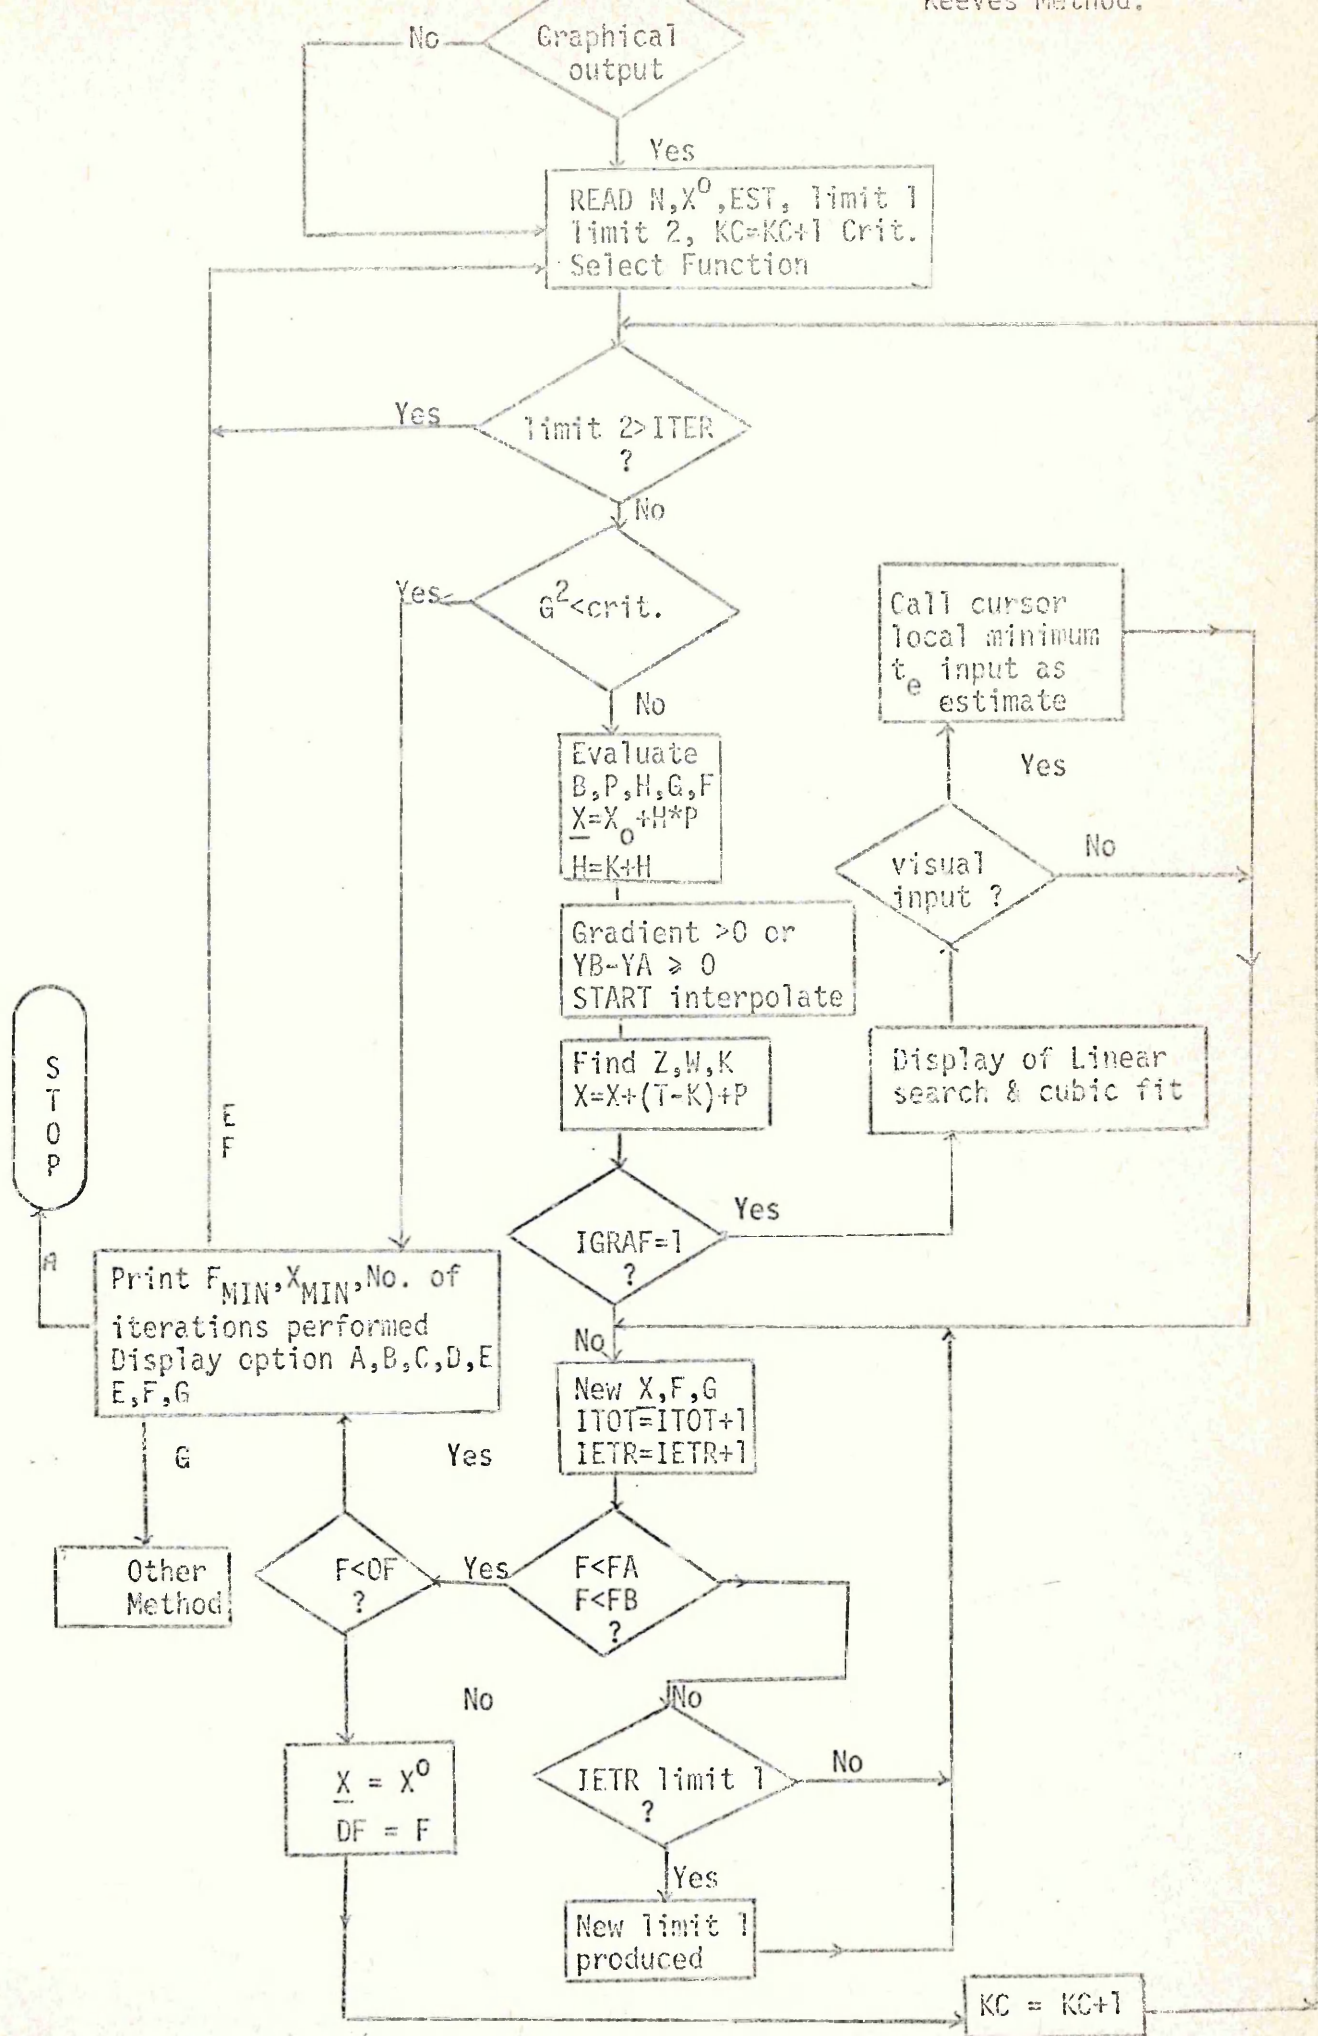 Reeves Method.
No
Graphical
output
Yes
READ N,X⁰,EST, limit 1
limit 2, KC=KC+1 Crit.
Select Function
Yes
limit 2>ITER
?
No
Yes
G²<crit.
No
Call cursor
local minimum
tₑ input as
estimate
Yes
Evaluate
B,P,H,G,F
X=X₀+H*P
H=K+H
visual
input ?
No
Gradient >0 or
YB-YA ⩾ 0
START interpolate
Find Z,W,K
X=X+(T-K)+P
Display of Linear
search & cubic fit
S
T
O
P
E
F
A
IGRAF=1
?
Yes
No
Print F_MIN,X_MIN,No. of
iterations performed
Display option A,B,C,D,E
E,F,G
New X,F,G
ITOT=ITOT+1
IETR=IETR+1
G
Yes
Other
Method
F<OF
?
Yes
F<FA
F<FB
?
No
No
X = X⁰
DF = F
IETR limit 1
?
No
Yes
New limit 1
produced
KC = KC+1